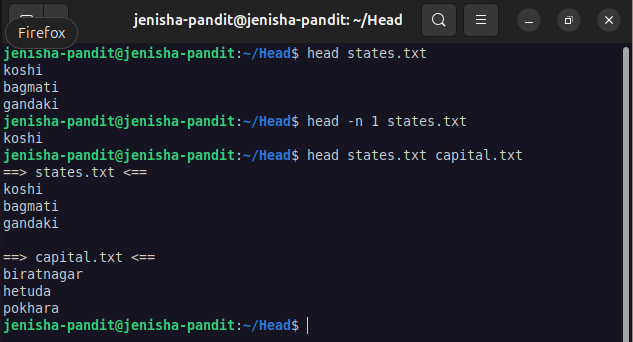 jenisha-pandit@jenisha-pandit: ~/Head
Firefox
jenisha-pandit@jenisha-pandit:~/Head$ head states.txt
koshi
bagmati
gandaki
jenisha-pandit@jenisha-pandit:~/Head$ head -n 1 states.txt
koshi
jenisha-pandit@jenisha-pandit:~/Head$ head states.txt capital.txt
==> states.txt <==
koshi
bagmati
gandaki
==> capital.txt <==
biratnagar
hetuda
pokhara
jenisha-pandit@jenisha-pandit:~/Head$